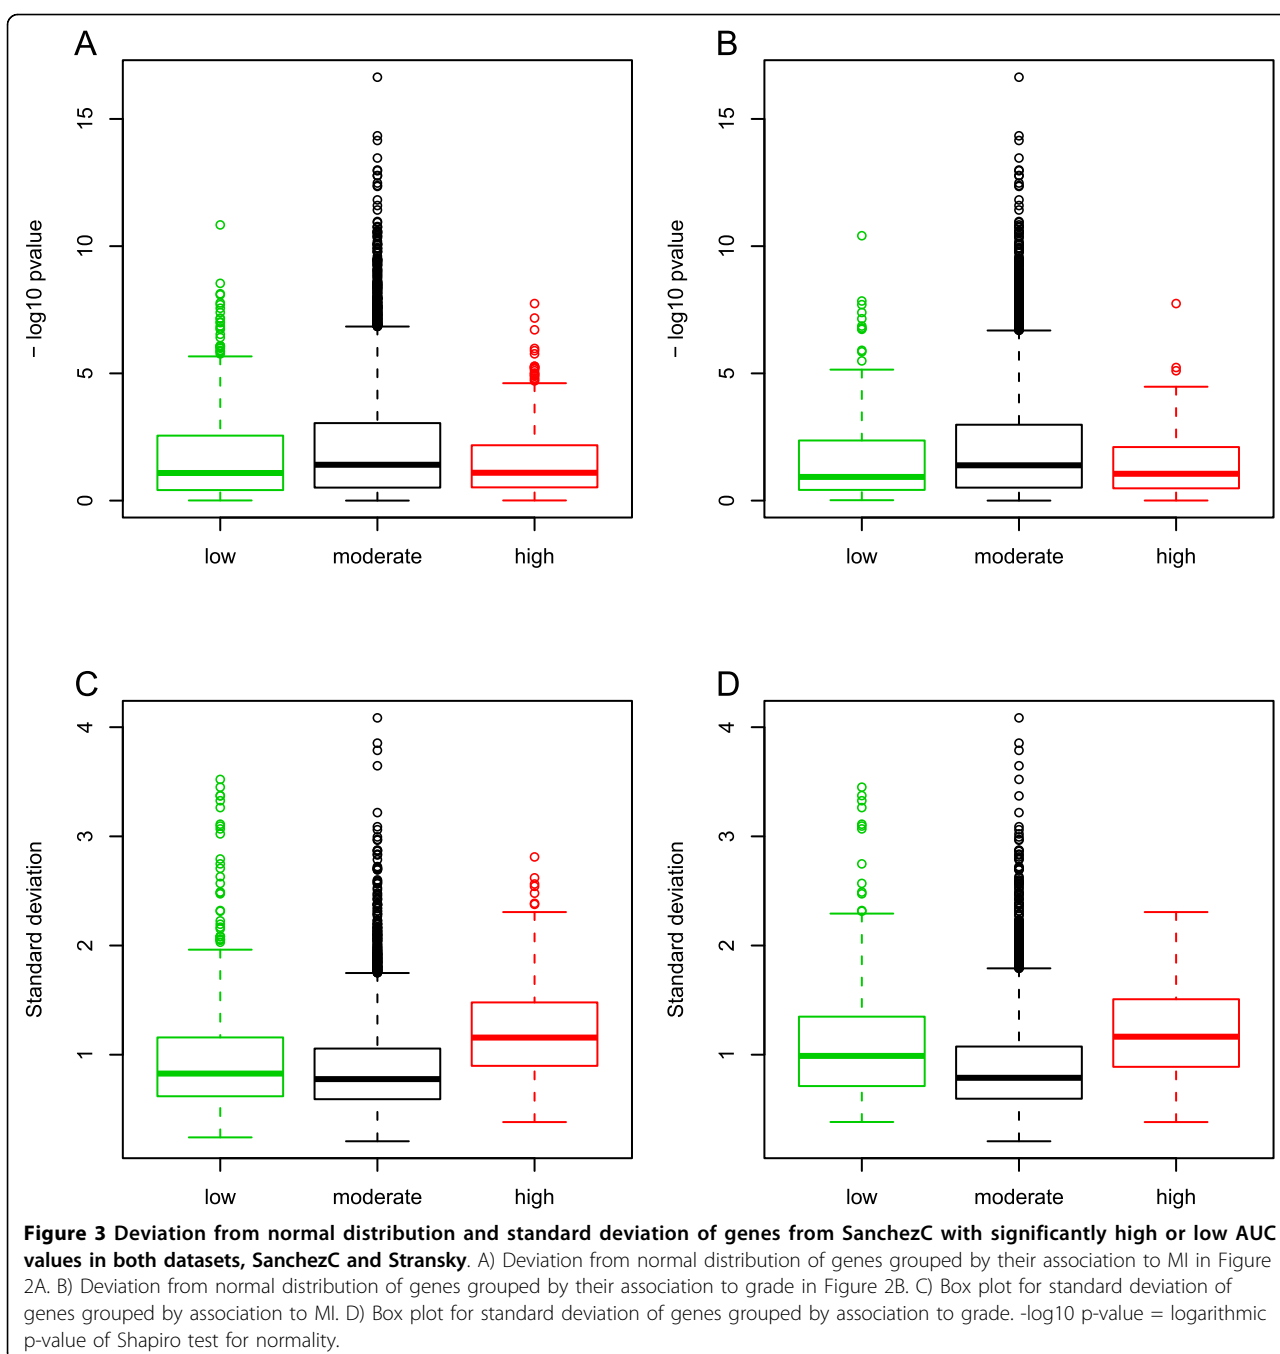 A
B
15
10
5
0
– log10 pvalue
low
moderate
high
15
10
5
0
– log10 pvalue
low
moderate
high
C
D
4
3
2
1
Standard deviation
low
moderate
high
4
3
2
1
Standard deviation
low
moderate
high
Figure 3 Deviation from normal distribution and standard deviation of genes from SanchezC with significantly high or low AUC
values in both datasets, SanchezC and Stransky. A) Deviation from normal distribution of genes grouped by their association to MI in Figure
2A. B) Deviation from normal distribution of genes grouped by their association to grade in Figure 2B. C) Box plot for standard deviation of
genes grouped by association to MI. D) Box plot for standard deviation of genes grouped by association to grade. -log10 p-value = logarithmic
p-value of Shapiro test for normality.